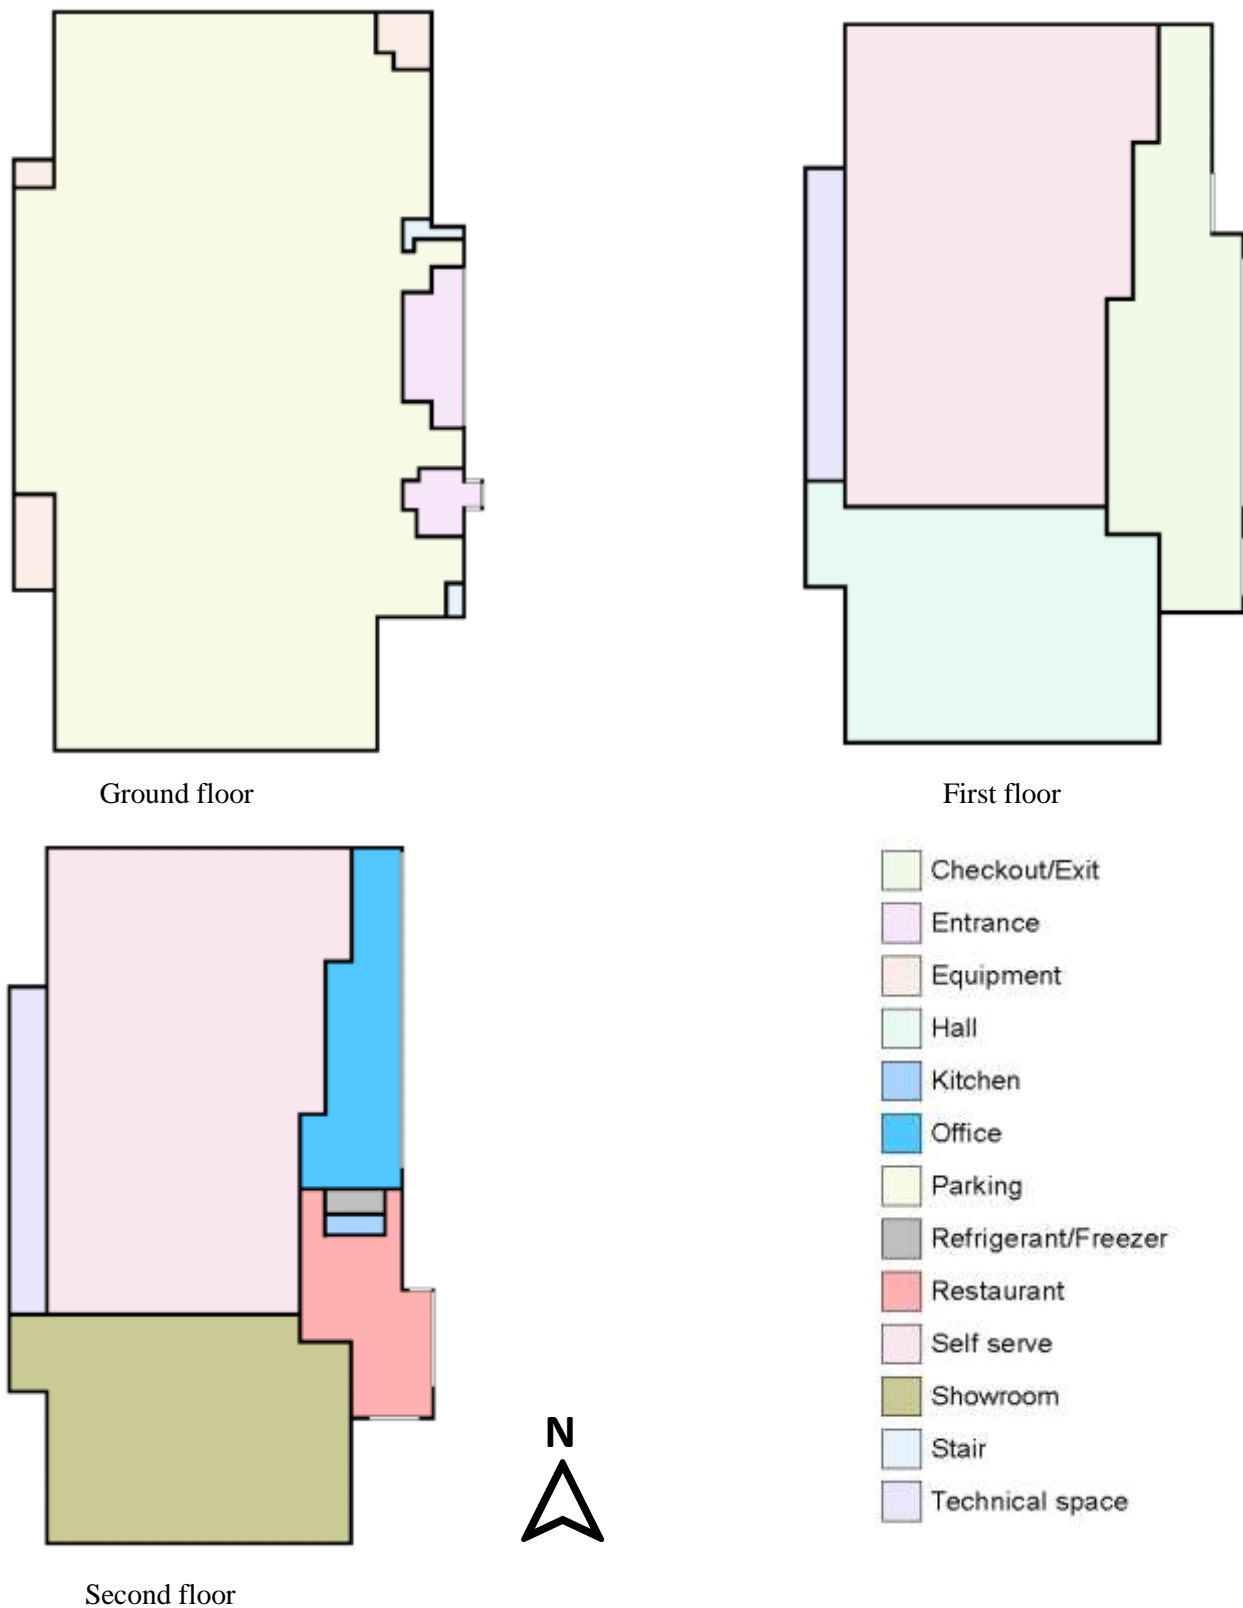 Ground floor
First floor
Checkout/Exit
Entrance
Equipment
Hall
Kitchen
Office
Parking
Refrigerant/Freezer
Restaurant
Self serve
Showroom
Stair
Technical space
N
Second floor